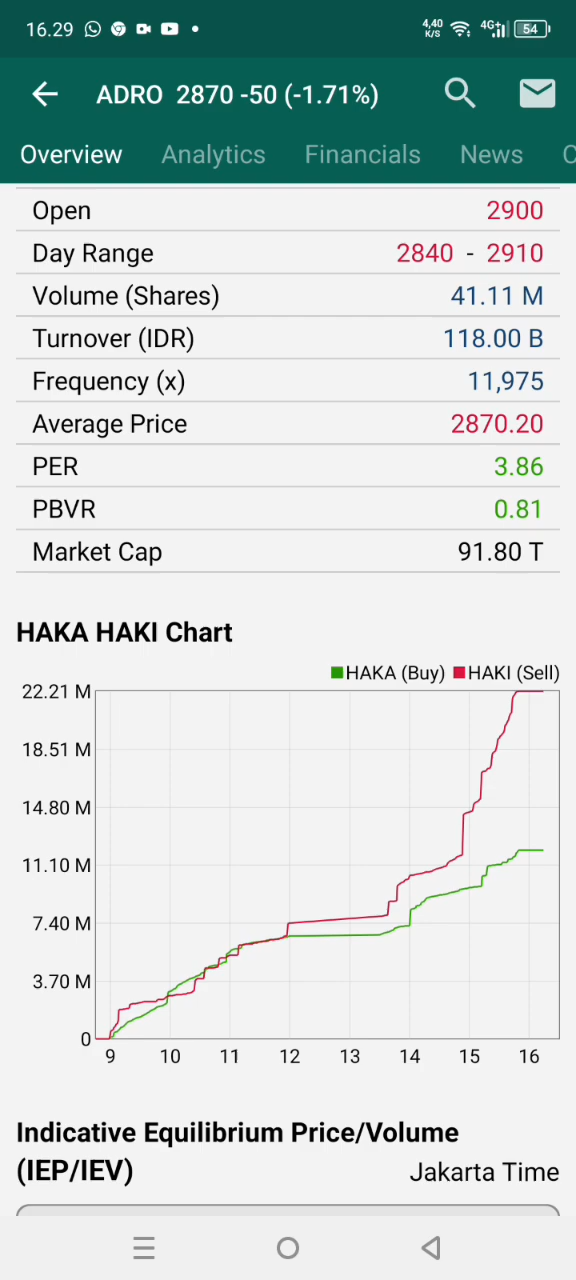 16.29 4,40 K/S 4G+ 54
ADRO 2870 -50 (-1.71%)
Overview Analytics Financials News C
Open 2900
Day Range 2840 - 2910
Volume (Shares) 41.11 M
Turnover (IDR) 118.00 B
Frequency (x) 11,975
Average Price 2870.20
PER 3.86
PBVR 0.81
Market Cap 91.80 T
HAKA HAKI Chart
HAKA (Buy) HAKI (Sell)
22.21 M
18.51 M
14.80 M
11.10 M
7.40 M
3.70 M
0
9 10 11 12 13 14 15 16
Indicative Equilibrium Price/Volume
(IEP/IEV) Jakarta Time